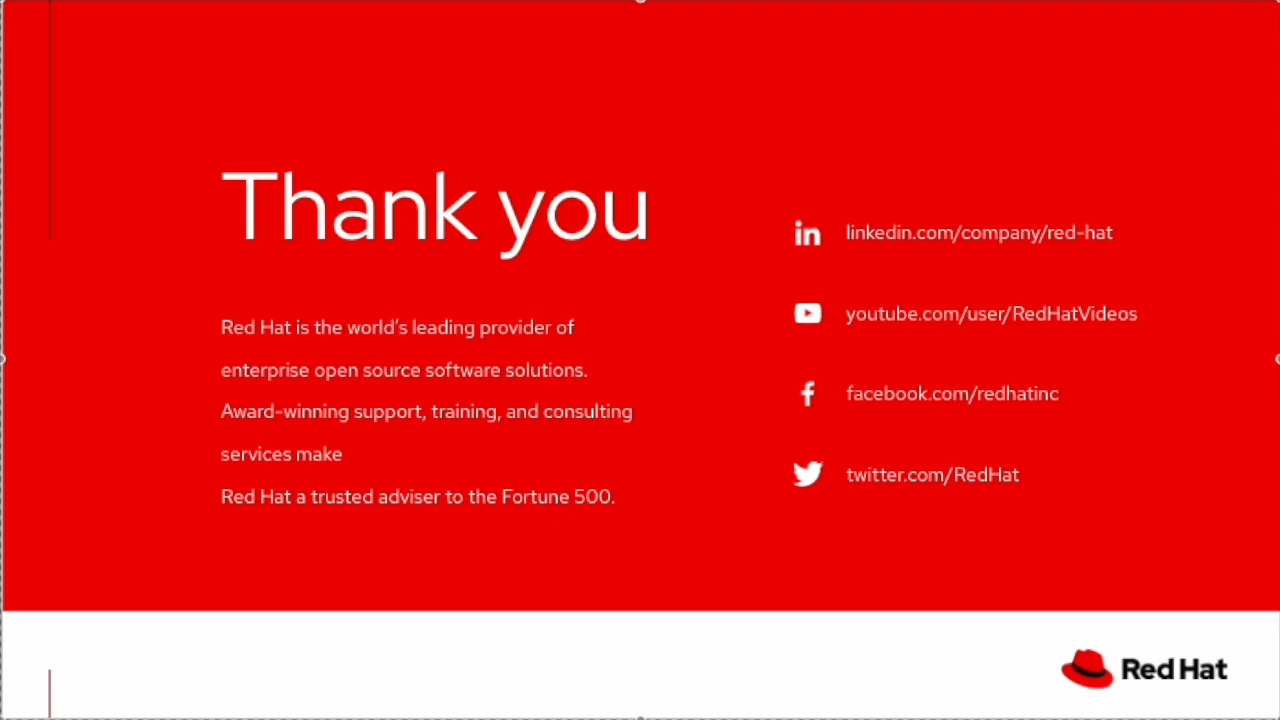 Thank you
Red Hat is the world's leading provider of
enterprise open source software solutions.
Award-winning support, training, and consulting
services make
Red Hat a trusted adviser to the Fortune 500.
linkedin.com/company/red-hat
youtube.com/user/RedHatVideos
facebook.com/redhatinc
twitter.com/RedHat
Red Hat